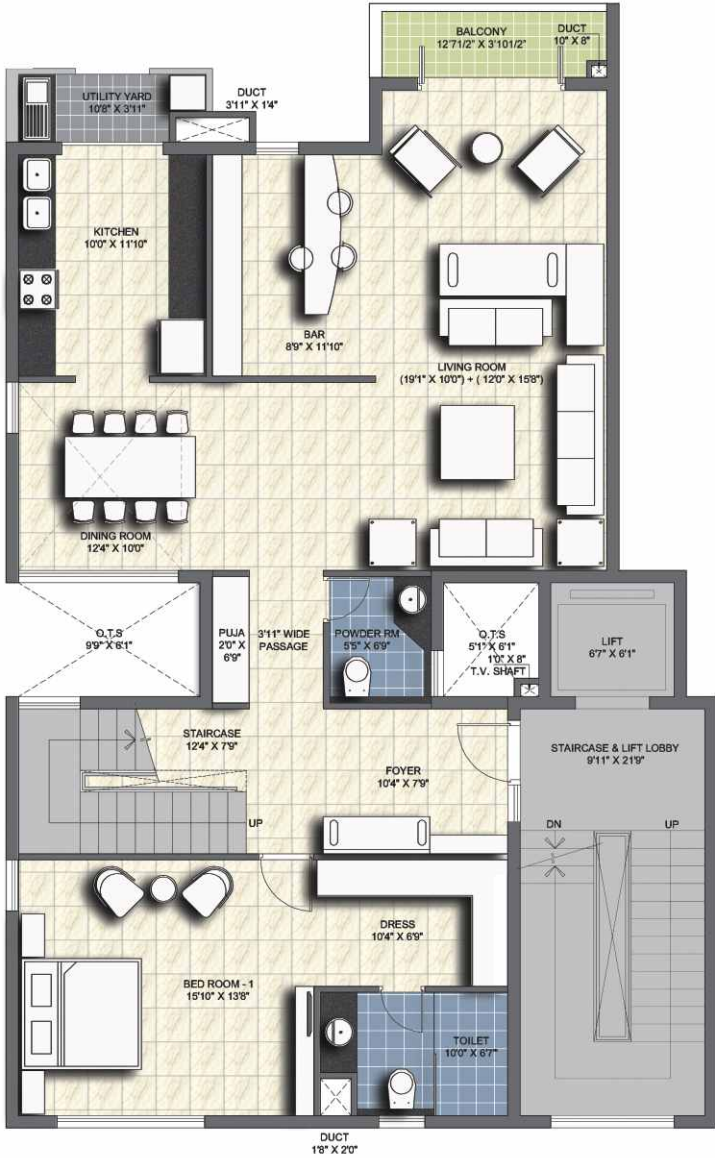 BALCONY
12'71/2" X 3'101/2"
DUCT
10" X 8"
UTILITY YARD
10'8" X 3'11"
DUCT
3'11" X 1'4"
KITCHEN
10'0" X 11'10"
BAR
8'9" X 11'10"
LIVING ROOM
(19'1" X 10'0") + ( 12'0" X 15'8")
DINING ROOM
12'4" X 10'0"
O.T.S
9'9" X 6'1"
PUJA
2'0" X
6'9"
3'11" WIDE
PASSAGE
POWDER RM
5'5" X 6'9"
O.T.S
5'1" X 6'1"
1'0" X 8"
T.V. SHAFT
LIFT
6'7" X 6'1"
STAIRCASE
12'4" X 7'9"
UP
FOYER
10'4" X 7'9"
STAIRCASE & LIFT LOBBY
9'11" X 21'9"
DN
UP
DRESS
10'4" X 6'9"
BED ROOM - 1
15'10" X 13'8"
TOILET
10'0" X 6'7"
DUCT
1'8" X 2'0"